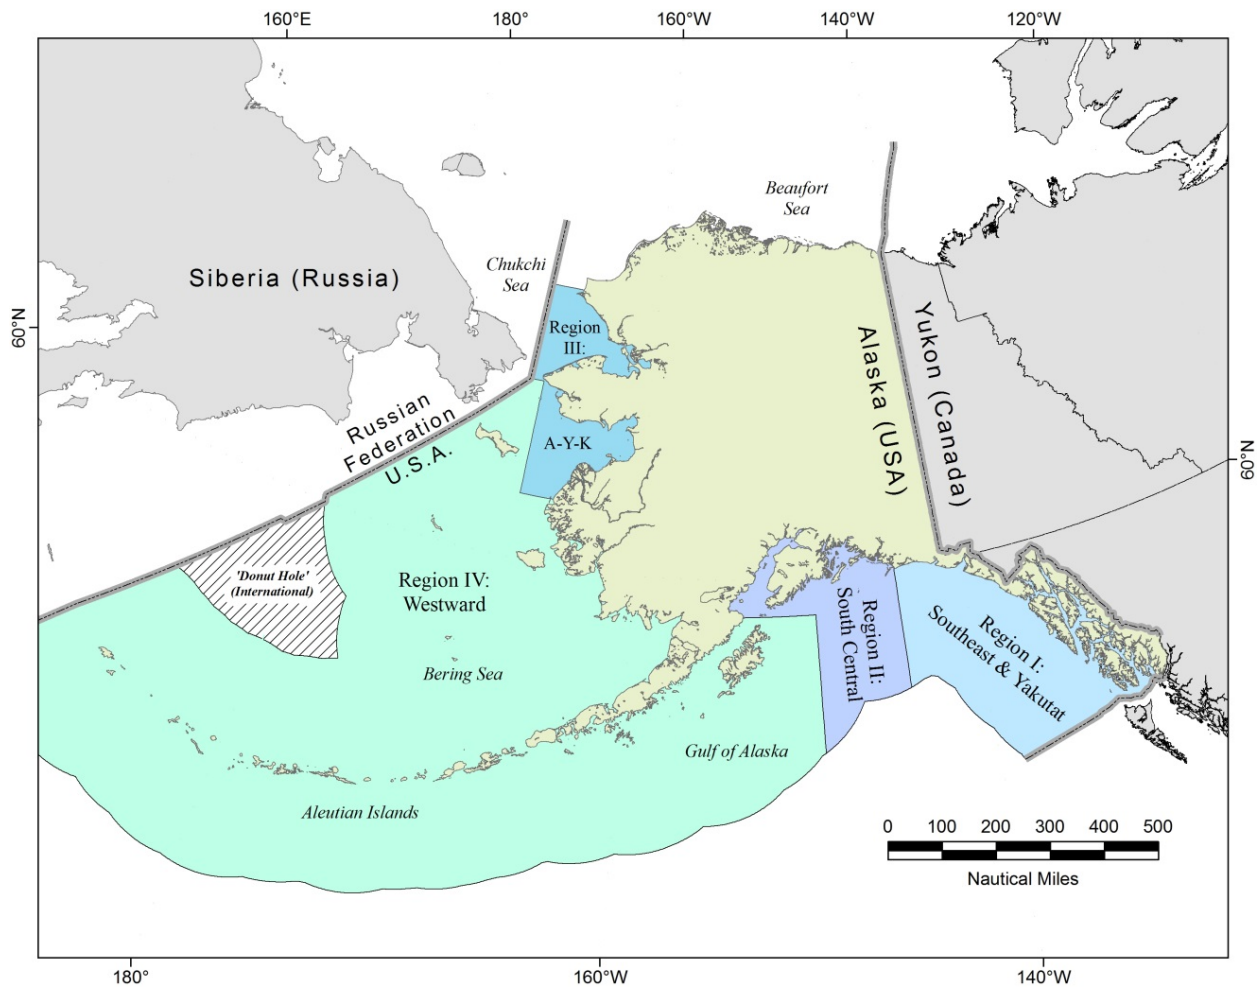 160°E
180°
160°W
140°W
120°W
Beaufort
Sea
Chukchi
Sea
Siberia (Russia)
60°N
Region
III:
A-Y-K
Russian
Federation
U.S.A.
Alaska (USA)
Yukon (Canada)
60°N
'Donut Hole'
(International)
Region IV:
Westward
Region II:
South Central
Region I:
Southeast & Yakutat
Bering Sea
Gulf of Alaska
Aleutian Islands
0 100 200 300 400 500
Nautical Miles
180°
160°W
140°W